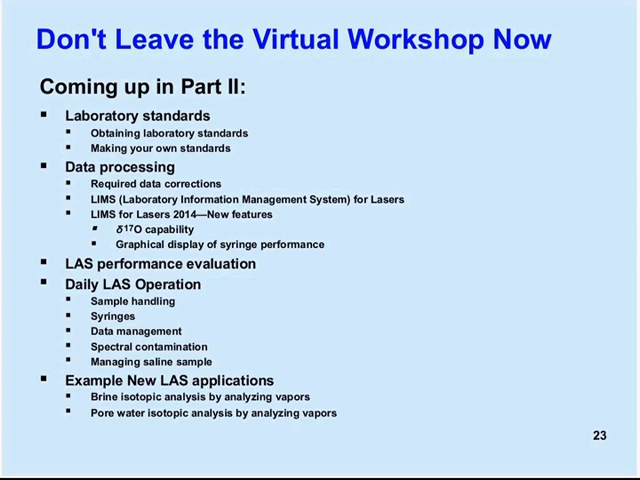 Don't Leave the Virtual Workshop Now
Coming up in Part II:
▪ Laboratory standards
▪ Obtaining laboratory standards
▪ Making your own standards
▪ Data processing
▪ Required data corrections
▪ LIMS (Laboratory Information Management System) for Lasers
▪ LIMS for Lasers 2014—New features
▪ δ17O capability
▪ Graphical display of syringe performance
▪ LAS performance evaluation
▪ Daily LAS Operation
▪ Sample handling
▪ Syringes
▪ Data management
▪ Spectral contamination
▪ Managing saline sample
▪ Example New LAS applications
▪ Brine isotopic analysis by analyzing vapors
▪ Pore water isotopic analysis by analyzing vapors
23